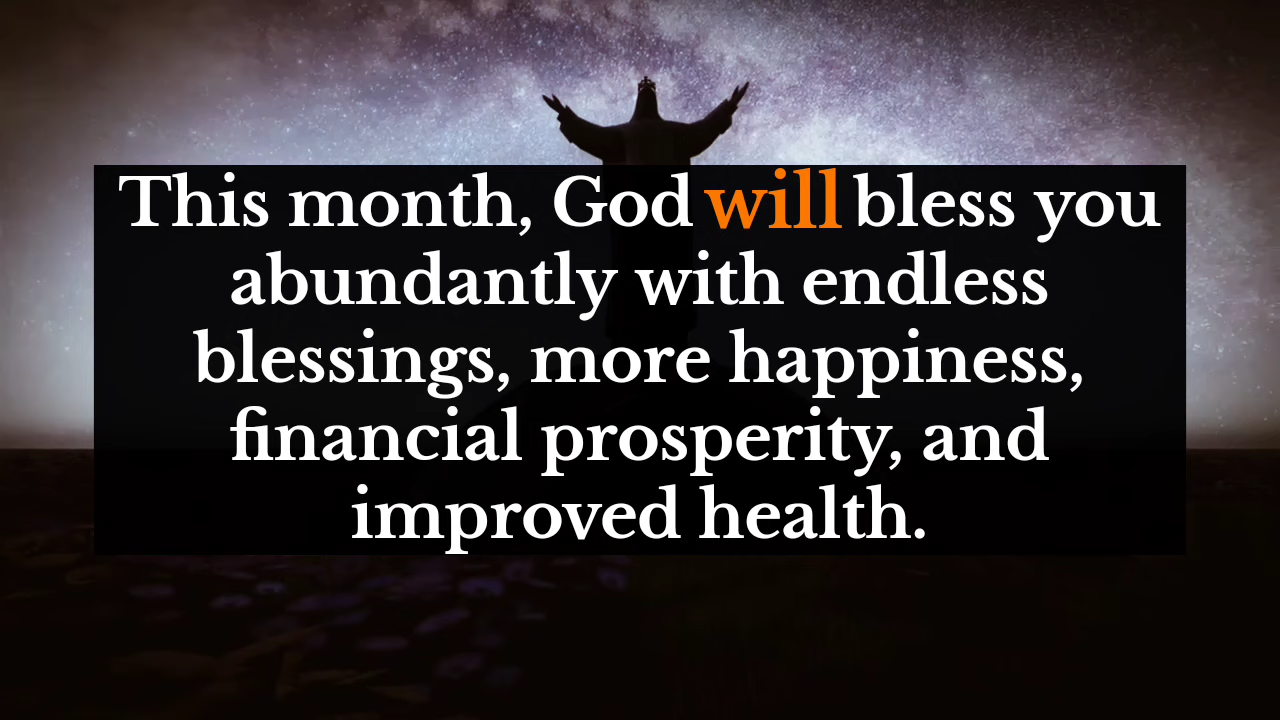 This month, God will bless you
abundantly with endless
blessings, more happiness,
financial prosperity, and
improved health.